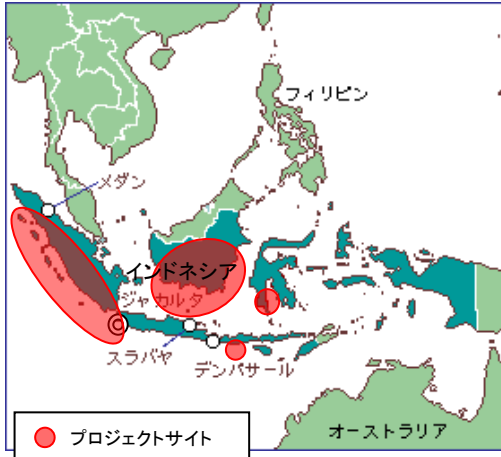 フィリピン
メダン
インドネシア
ジャカルタ
スラバヤ
デンパサール
オーストラリア
プロジェクトサイト